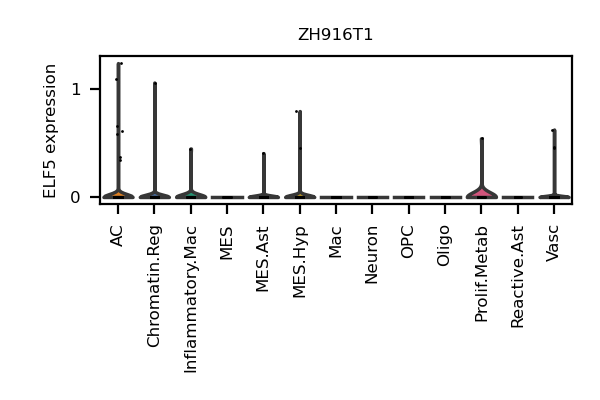 ZH916T1
ELF5 expression
1
0
AC
Chromatin.Reg
Inflammatory.Mac
MES
MES.Ast
MES.Hyp
Mac
Neuron
OPC
Oligo
Prolif.Metab
Reactive.Ast
Vasc